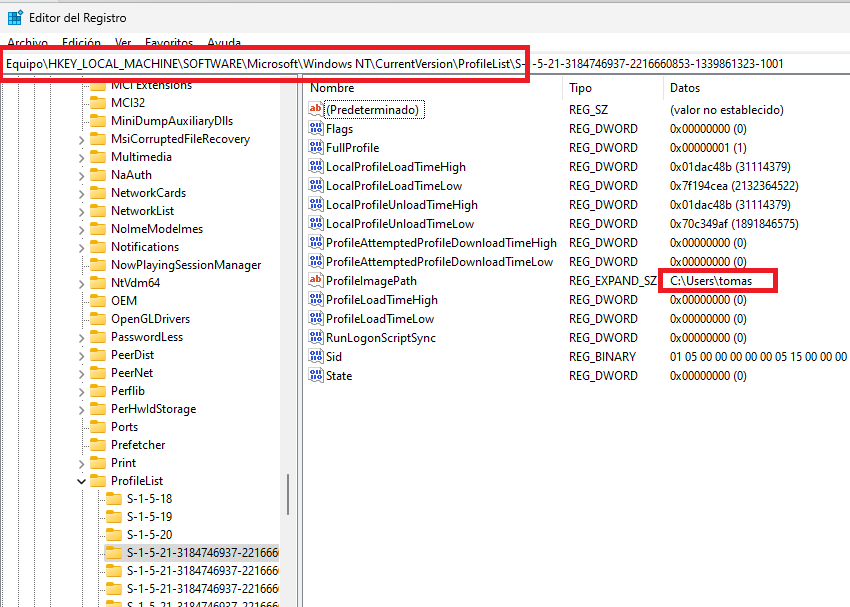 Editor del Registro
Archivo Edición Ver Favoritos Ayuda
Equipo\HKEY_LOCAL_MACHINE\SOFTWARE\Microsoft\Windows NT\CurrentVersion\ProfileList\S-1-5-21-3184746937-2216660853-1339861323-1001
MCI Extensions
MCI32
MiniDumpAuxiliaryDlls
MsiCorruptedFileRecovery
Multimedia
NaAuth
NetworkCards
NetworkList
NolmeModelmes
Notifications
NowPlayingSessionManager
NtVdm64
OEM
OpenGLDrivers
PasswordLess
PeerDist
PeerNet
Perflib
PerHwIdStorage
Ports
Prefetcher
Print
ProfileList
S-1-5-18
S-1-5-19
S-1-5-20
S-1-5-21-3184746937-2216660
S-1-5-21-3184746937-2216660
S-1-5-21-3184746937-2216660
S-1-5-21-3184746937-2216660
Nombre Tipo Datos
(Predeterminado) REG_SZ (valor no establecido)
Flags REG_DWORD 0x00000000 (0)
FullProfile REG_DWORD 0x00000001 (1)
LocalProfileLoadTimeHigh REG_DWORD 0x01dac48b (31114379)
LocalProfileLoadTimeLow REG_DWORD 0x7f194cea (2132364522)
LocalProfileUnloadTimeHigh REG_DWORD 0x01dac48b (31114379)
LocalProfileUnloadTimeLow REG_DWORD 0x70c349af (1891846575)
ProfileAttemptedProfileDownloadTimeHigh REG_DWORD 0x00000000 (0)
ProfileAttemptedProfileDownloadTimeLow REG_DWORD 0x00000000 (0)
ProfileImagePath REG_EXPAND_SZ C:\Users\tomas
ProfileLoadTimeHigh REG_DWORD 0x00000000 (0)
ProfileLoadTimeLow REG_DWORD 0x00000000 (0)
RunLogonScriptSync REG_DWORD 0x00000000 (0)
Sid REG_BINARY 01 05 00 00 00 00 00 05 15 00 00 00
State REG_DWORD 0x00000000 (0)